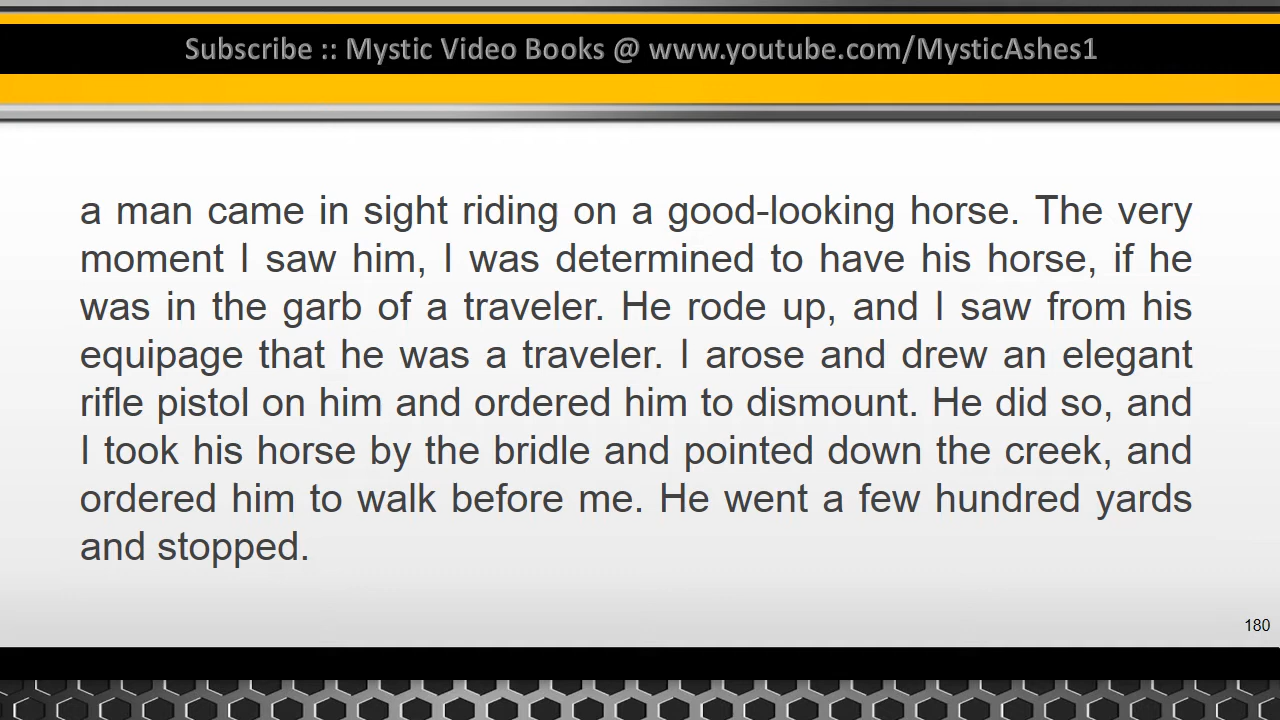 Subscribe :: Mystic Video Books @ www.youtube.com/MysticAshes1
a man came in sight riding on a good-looking horse. The very
moment I saw him, I was determined to have his horse, if he
was in the garb of a traveler. He rode up, and I saw from his
equipage that he was a traveler. I arose and drew an elegant
rifle pistol on him and ordered him to dismount. He did so, and
I took his horse by the bridle and pointed down the creek, and
ordered him to walk before me. He went a few hundred yards
and stopped.
180